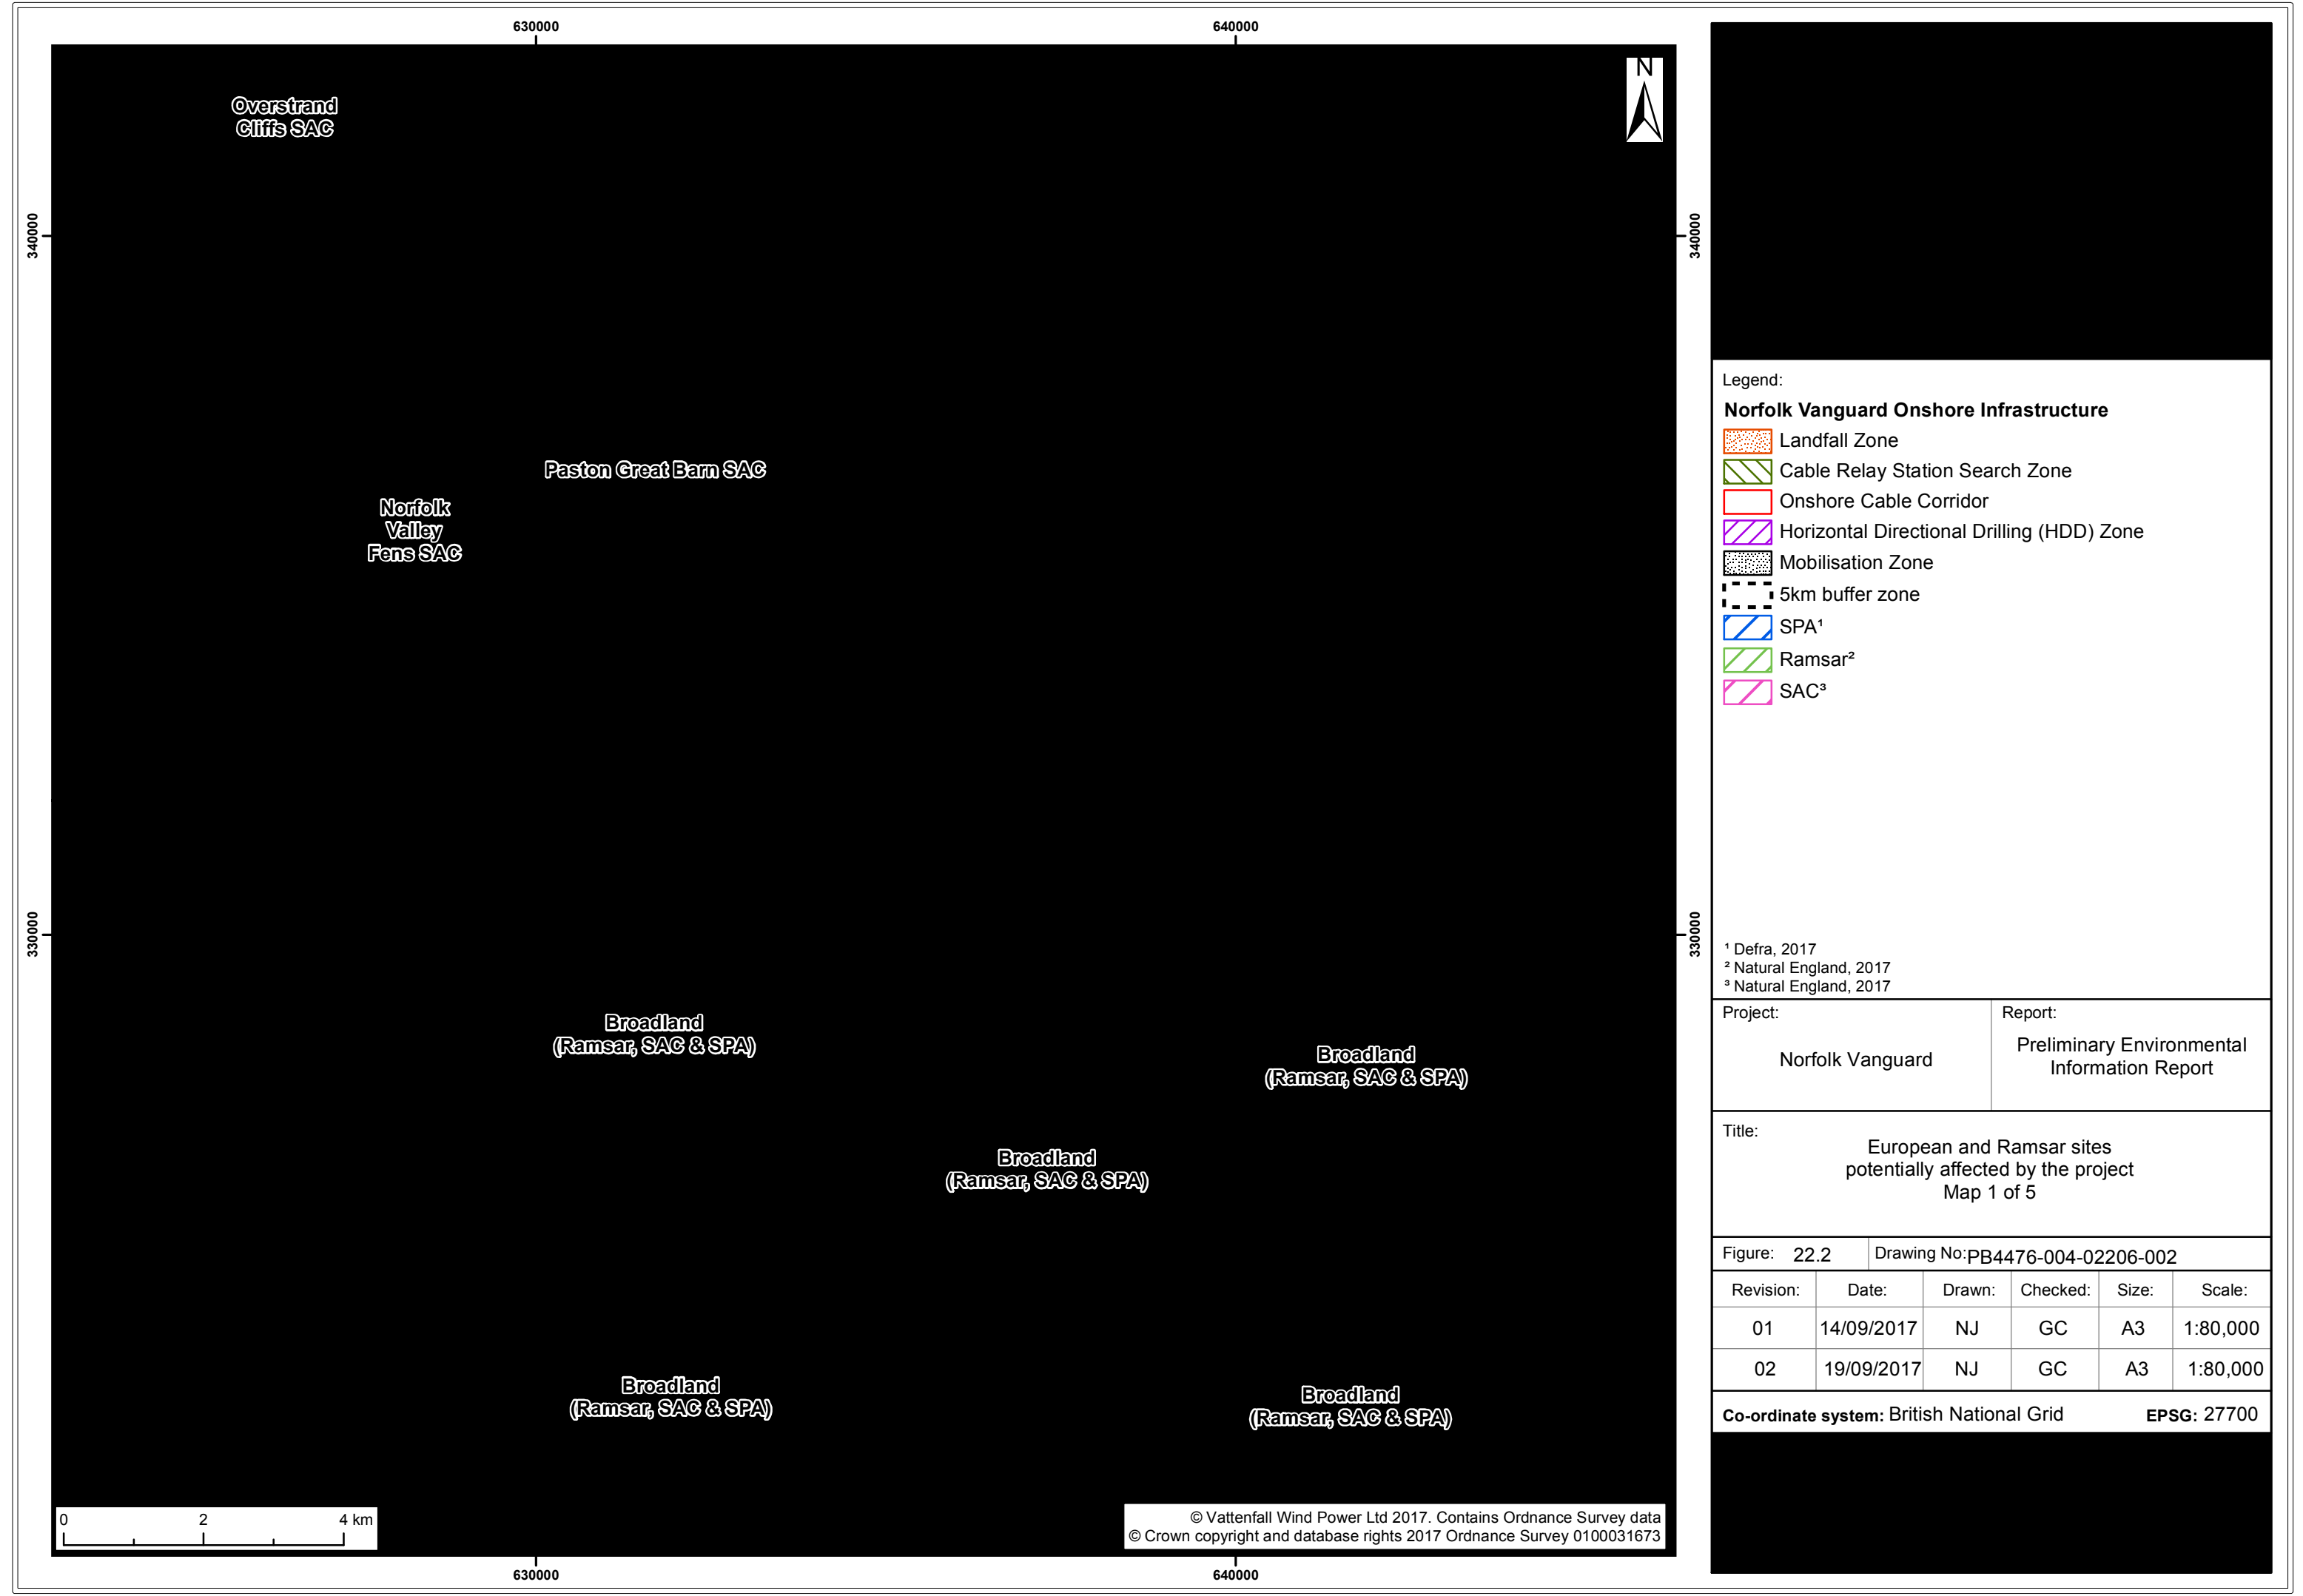 630000
640000
N
Overstrand
Cliffs SAC
340000
340000
Paston Great Barn SAC
Norfolk
Valley
Fens SAC
330000
330000
Broadland
(Ramsar, SAC & SPA)
Broadland
(Ramsar, SAC & SPA)
Broadland
(Ramsar, SAC & SPA)
Broadland
(Ramsar, SAC & SPA)
Broadland
(Ramsar, SAC & SPA)
0 2 4 km
© Vattenfall Wind Power Ltd 2017. Contains Ordnance Survey data
© Crown copyright and database rights 2017 Ordnance Survey 0100031673
630000
640000
Legend:
Norfolk Vanguard Onshore Infrastructure
Landfall Zone
Cable Relay Station Search Zone
Onshore Cable Corridor
Horizontal Directional Drilling (HDD) Zone
Mobilisation Zone
5km buffer zone
SPA¹
Ramsar²
SAC³
¹ Defra, 2017
² Natural England, 2017
³ Natural England, 2017
Project:
Norfolk Vanguard
Report:
Preliminary Environmental
Information Report
Title:
European and Ramsar sites
potentially affected by the project
Map 1 of 5
Figure: 22.2 Drawing No: PB4476-004-02206-002
Revision: Date: Drawn: Checked: Size: Scale:
01 14/09/2017 NJ GC A3 1:80,000
02 19/09/2017 NJ GC A3 1:80,000
Co-ordinate system: British National Grid EPSG: 27700